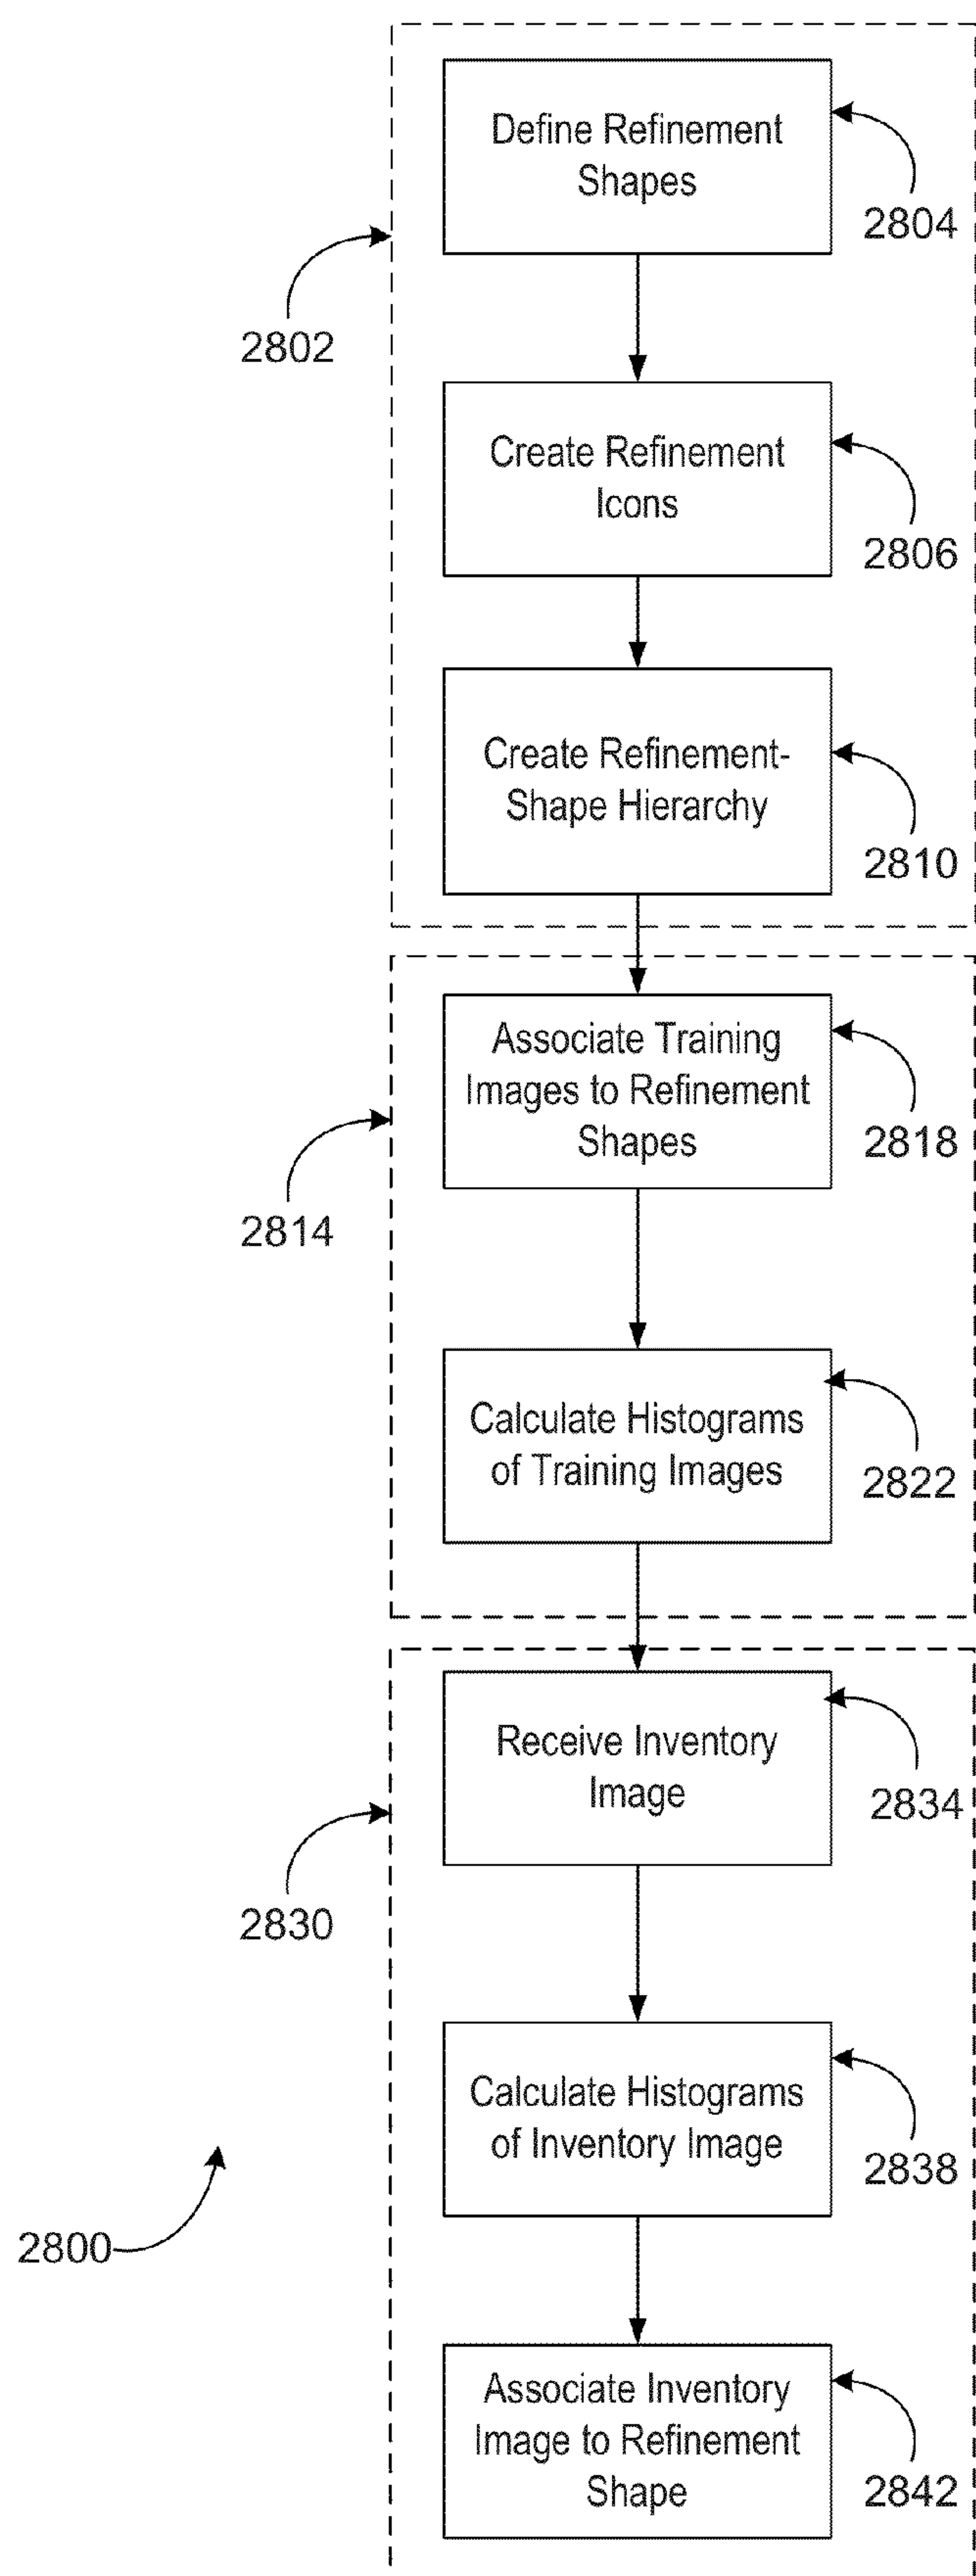 Define Refinement
Shapes
2804
2802
Create Refinement
Icons
2806
Create Refinement-
Shape Hierarchy
2810
Associate Training
Images to Refinement
Shapes
2818
2814
Calculate Histograms
of Training Images
2822
Receive Inventory
Image
2834
2830
Calculate Histograms
of Inventory Image
2838
2800
Associate Inventory
Image to Refinement
Shape
2842